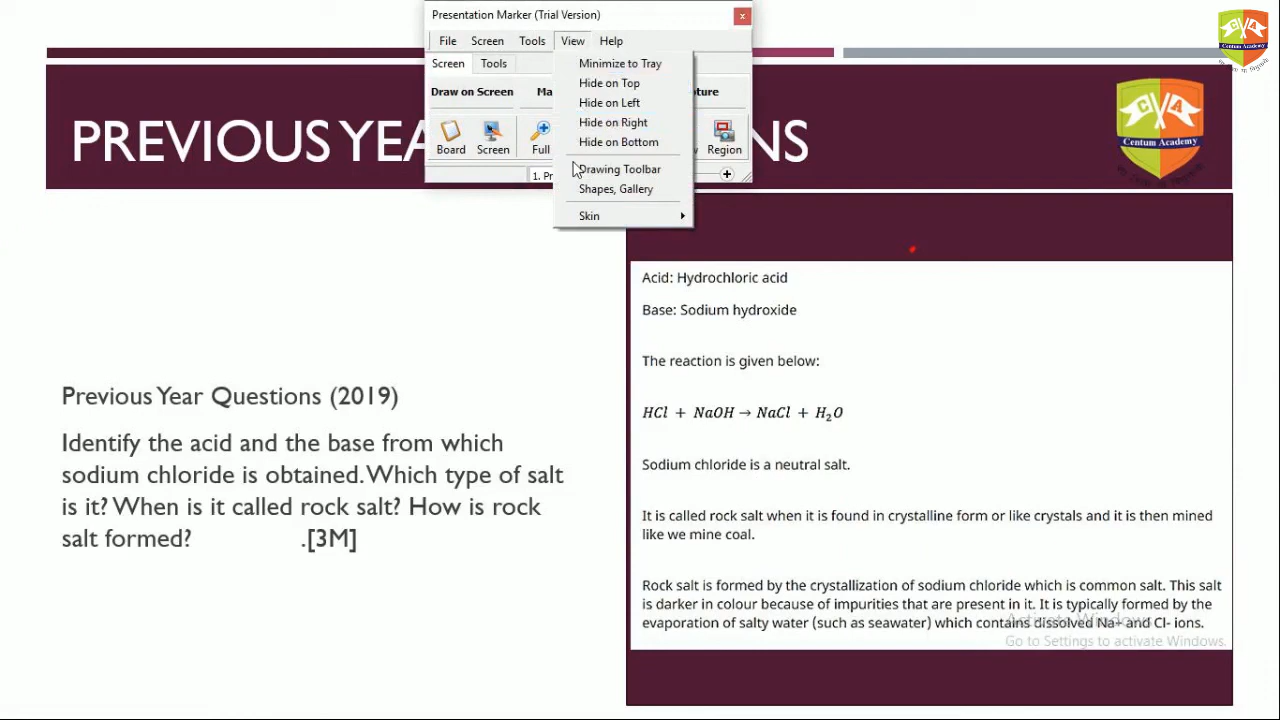 Presentation Marker (Trial Version)
x
File Screen Tools View Help
Screen Tools
Draw on Screen
Board Screen Full Region
Minimize to Tray
Hide on Top
Hide on Left
Hide on Right
Hide on Bottom
Drawing Toolbar
Shapes, Gallery
Skin
CA
Centum Academy
PREVIOUS
CA
Centum Academy
Previous Year Questions (2019)
Identify the acid and the base from which
sodium chloride is obtained. Which type of salt
is it? When is it called rock salt? How is rock
salt formed? .[3M]
Acid: Hydrochloric acid
Base: Sodium hydroxide
The reaction is given below:
HCl + NaOH → NaCl + H₂O
Sodium chloride is a neutral salt.
It is called rock salt when it is found in crystalline form or like crystals and it is then mined
like we mine coal.
Rock salt is formed by the crystallization of sodium chloride which is common salt. This salt
is darker in colour because of impurities that are present in it. It is typically formed by the
evaporation of salty water (such as seawater) which contains dissolved Na+ and Cl- ions.
Activate Windows
Go to Settings to activate Windows.